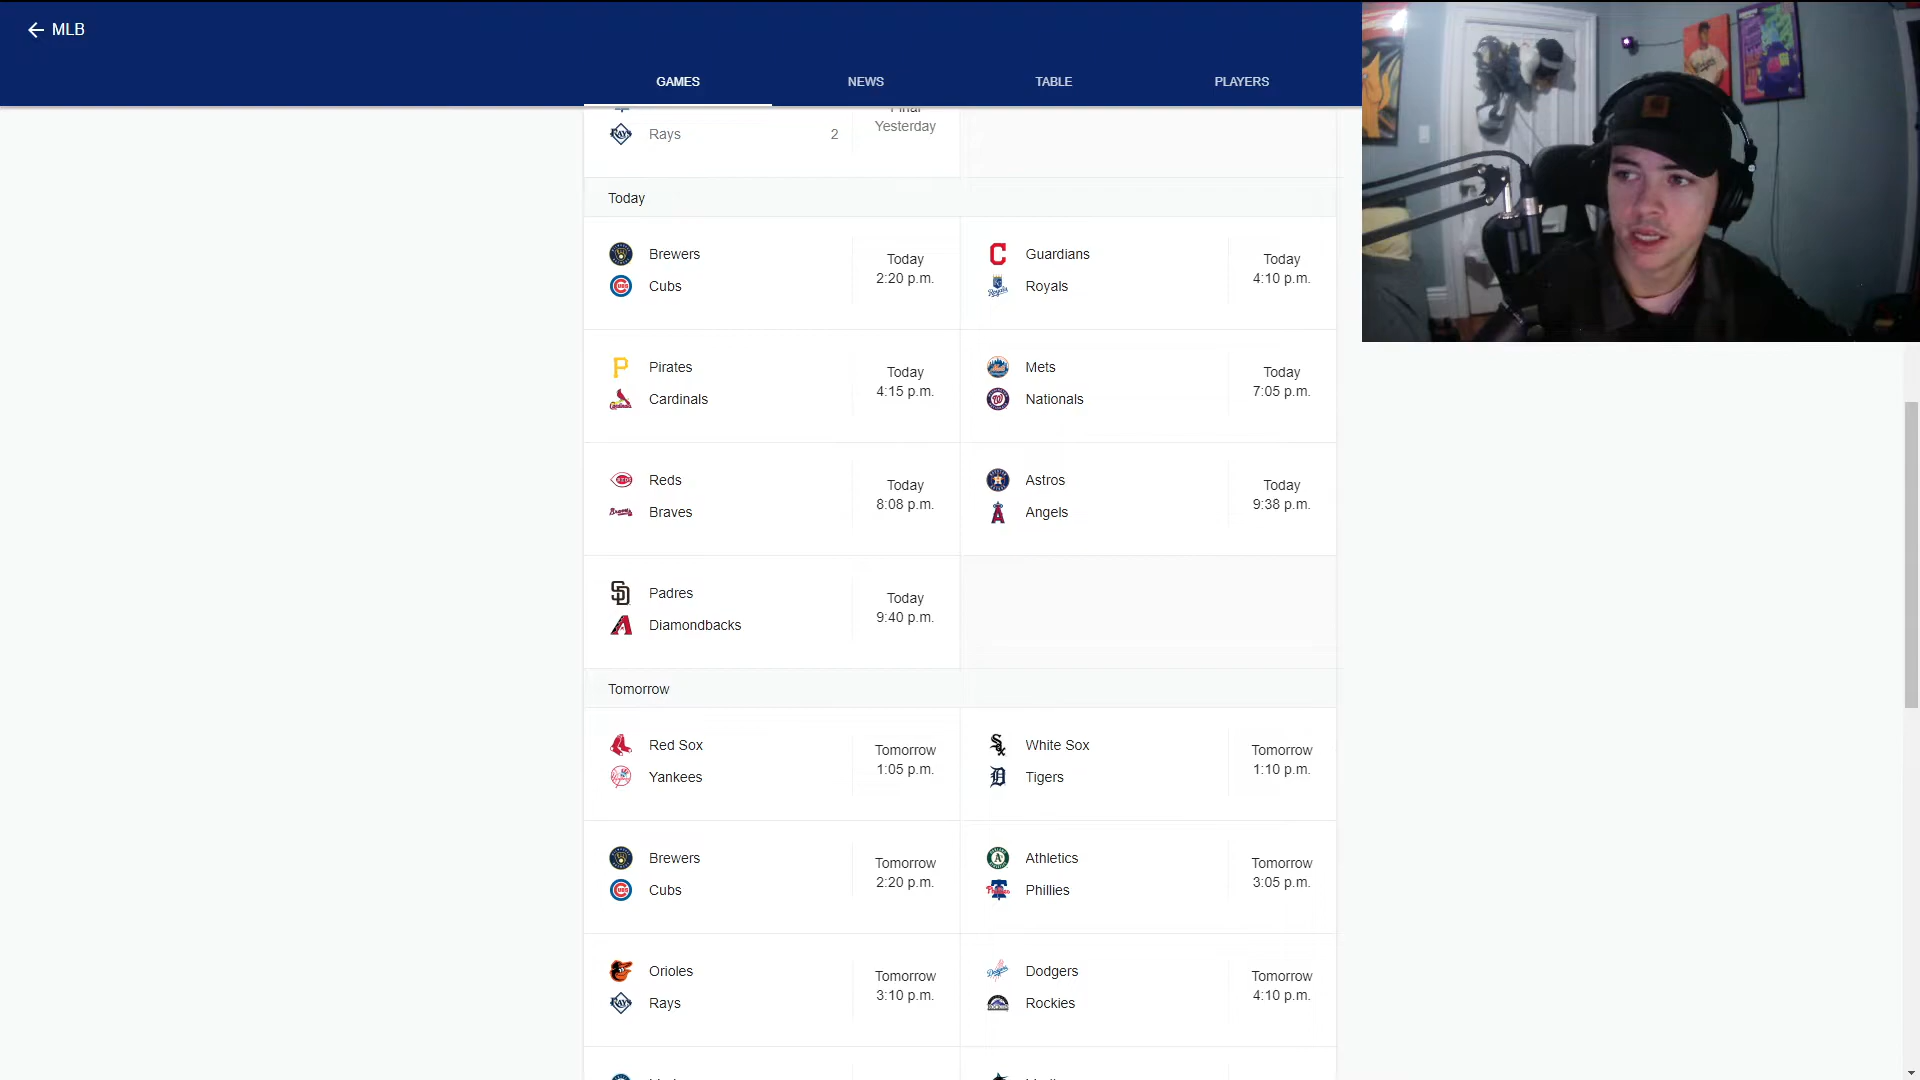 MLB
GAMES
NEWS
TABLE
PLAYERS
Final
Rays
2
Yesterday
Today
Brewers
Cubs
Today
2:20 p.m.
Guardians
Royals
Today
4:10 p.m.
Pirates
Cardinals
Today
4:15 p.m.
Mets
Nationals
Today
7:05 p.m.
Reds
Braves
Today
8:08 p.m.
Astros
Angels
Today
9:38 p.m.
Padres
Diamondbacks
Today
9:40 p.m.
Tomorrow
Red Sox
Yankees
Tomorrow
1:05 p.m.
White Sox
Tigers
Tomorrow
1:10 p.m.
Brewers
Cubs
Tomorrow
2:20 p.m.
Athletics
Phillies
Tomorrow
3:05 p.m.
Orioles
Rays
Tomorrow
3:10 p.m.
Dodgers
Rockies
Tomorrow
4:10 p.m.